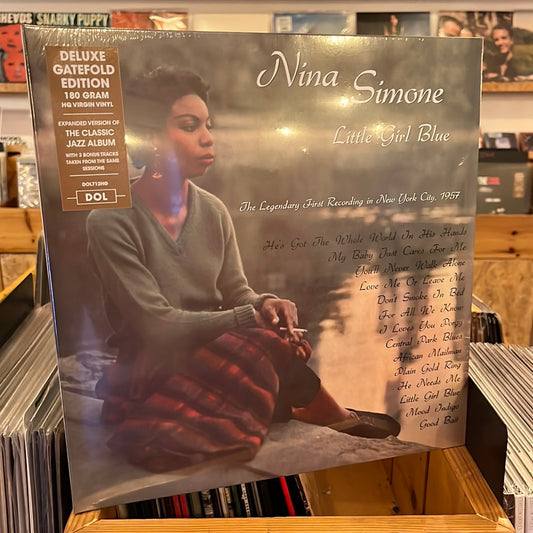 HEADS
SNARKY PUPPY
DELUXE
GATEFOLD
EDITION
180 GRAM
HQ VIRGIN VINYL
EXPANDED VERSION OF
THE CLASSIC
JAZZ ALBUM
WITH 3 BONUS TRACKS
TAKEN FROM THE SAME
SESSIONS
DOL712HG
DOL
Nina Simone
Little Girl Blue
The Legendary First Recording in New York City, 1957
He's Got The Whole World In His Hands
My Baby Just Cares For Me
You'll Never Walk Alone
Love Me Or Leave Me
Don't Smoke In Bed
For All We Know
I Loves You Porgy
Central Park Blues
African Mailman
Plain Gold Ring
He Needs Me
Little Girl Blue
Mood Indigo
Good Bait